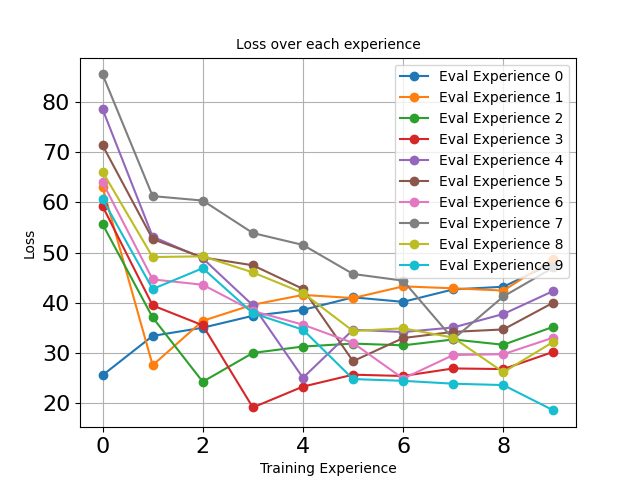 Loss over each experience
Loss
80
70
60
50
40
30
20
Eval Experience 0
Eval Experience 1
Eval Experience 2
Eval Experience 3
Eval Experience 4
Eval Experience 5
Eval Experience 6
Eval Experience 7
Eval Experience 8
Eval Experience 9
0 2 4 6 8
Training Experience